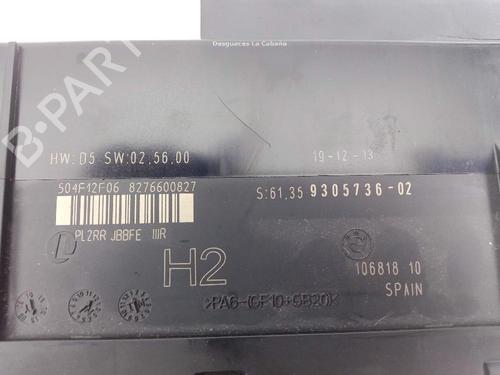 Desguaces La Cabaña
B-PARTS
HW: D5 SW:02.56.00
19-12-13
504F12F06 8276600827
S:61.35 9305736-02
PL2RR JBBFE IIIR
L
H2
106818 10
SPAIN
>PA6-(GF10+GB20)<